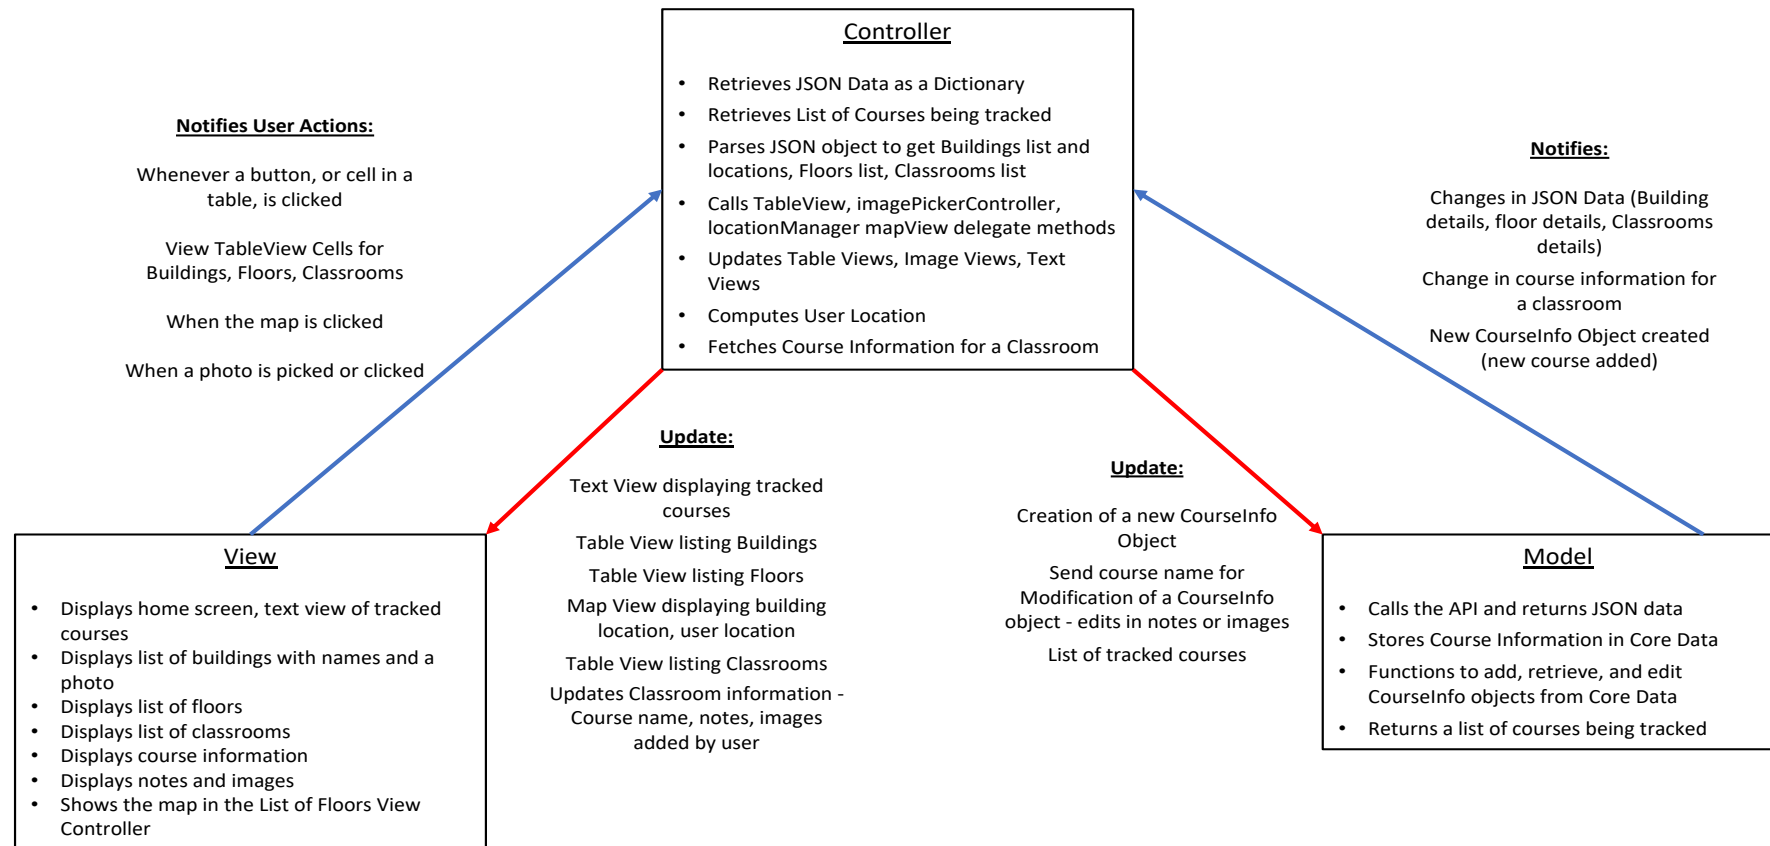 Controller
• Retrieves JSON Data as a Dictionary
• Retrieves List of Courses being tracked
• Parses JSON object to get Buildings list and
locations, Floors list, Classrooms list
• Calls TableView, imagePickerController,
locationManager mapView delegate methods
• Updates Table Views, Image Views, Text
Views
• Computes User Location
• Fetches Course Information for a Classroom
Notifies User Actions:
Whenever a button, or cell in a
table, is clicked
View TableView Cells for
Buildings, Floors, Classrooms
When the map is clicked
When a photo is picked or clicked
Notifies:
Changes in JSON Data (Building
details, floor details, Classrooms
details)
Change in course information for
a classroom
New CourseInfo Object created
(new course added)
Update:
Text View displaying tracked
courses
Table View listing Buildings
Table View listing Floors
Map View displaying building
location, user location
Table View listing Classrooms
Updates Classroom information -
Course name, notes, images
added by user
Update:
Creation of a new CourseInfo
Object
Send course name for
Modification of a CourseInfo
object - edits in notes or images
List of tracked courses
View
• Displays home screen, text view of tracked
courses
• Displays list of buildings with names and a
photo
• Displays list of floors
• Displays list of classrooms
• Displays course information
• Displays notes and images
• Shows the map in the List of Floors View
Controller
Model
• Calls the API and returns JSON data
• Stores Course Information in Core Data
• Functions to add, retrieve, and edit
CourseInfo objects from Core Data
• Returns a list of courses being tracked